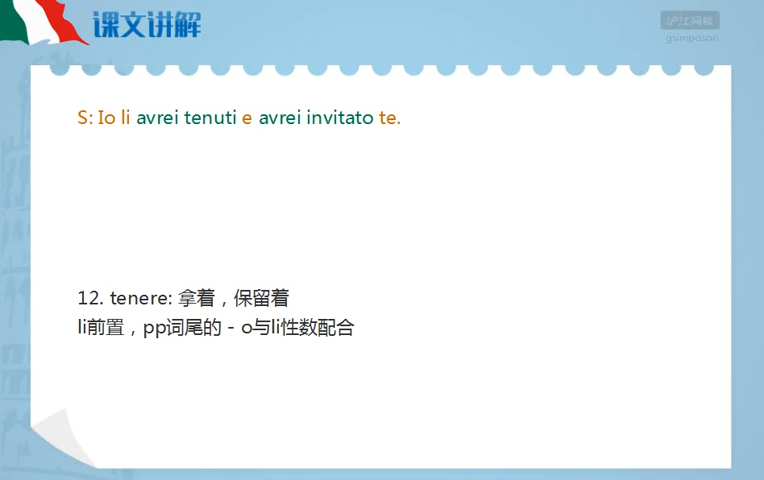 课文讲解
沪江网校
gsimposon
S: Io li avrei tenuti e avrei invitato te.
12. tenere: 拿着，保留着
li前置，pp词尾的－o与li性数配合